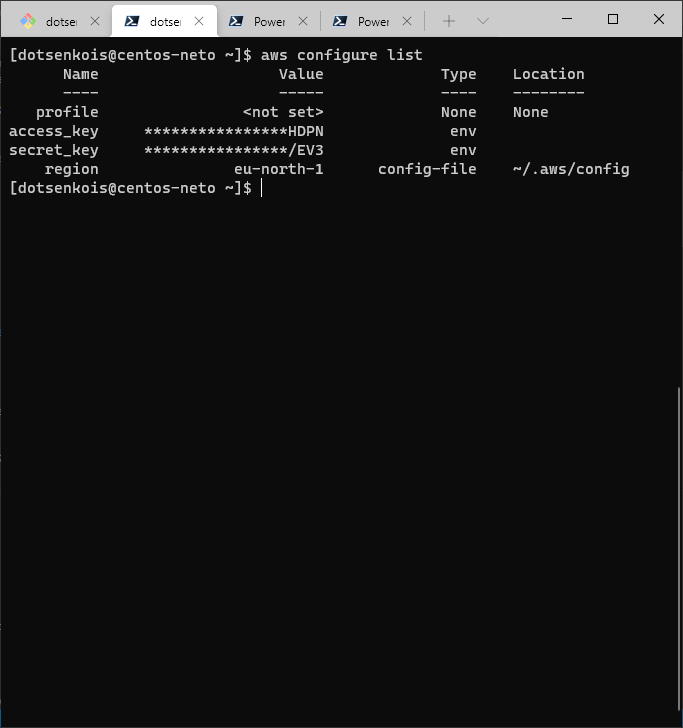 dotse dotse Power Power
[dotsenkois@centos-neto ~]$ aws configure list
      Name                    Value             Type    Location
      ----                    -----             ----    --------
   profile                <not set>             None    None
access_key     ****************HDPN              env
secret_key     ****************/EV3              env
    region               eu-north-1      config-file    ~/.aws/config
[dotsenkois@centos-neto ~]$